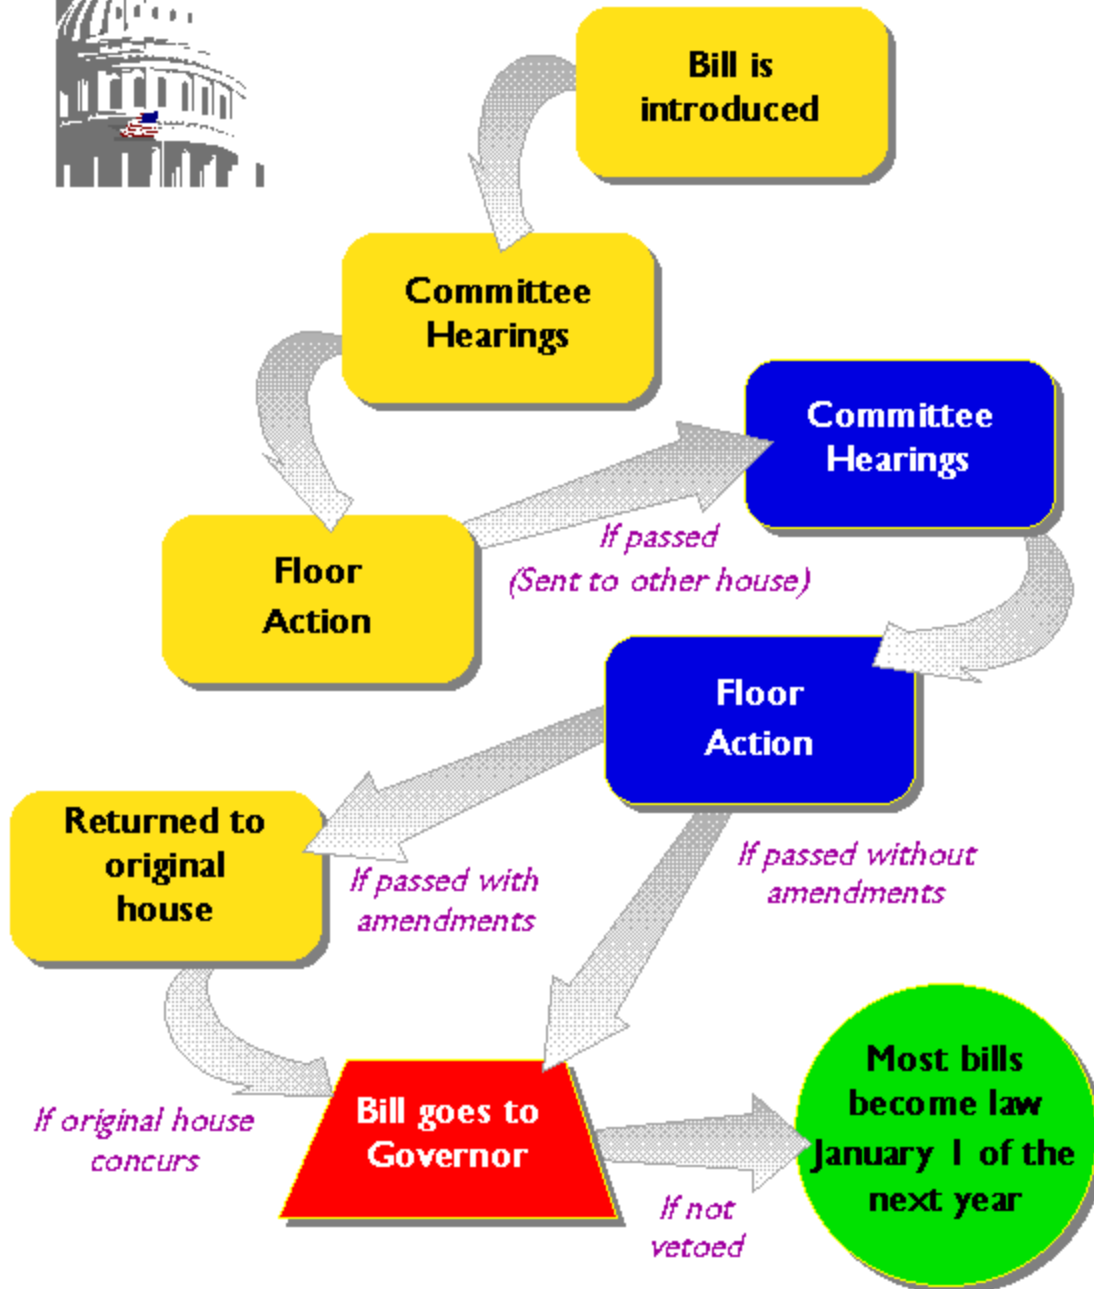 Bill is
introduced
Committee
Hearings
Committee
Hearings
If passed
(Sent to other house)
Floor
Action
Floor
Action
Returned to
original
house
If passed with
amendments
If passed without
amendments
If original house
concurs
Bill goes to
Governor
If not
vetoed
Most bills
become law
January 1 of the
next year